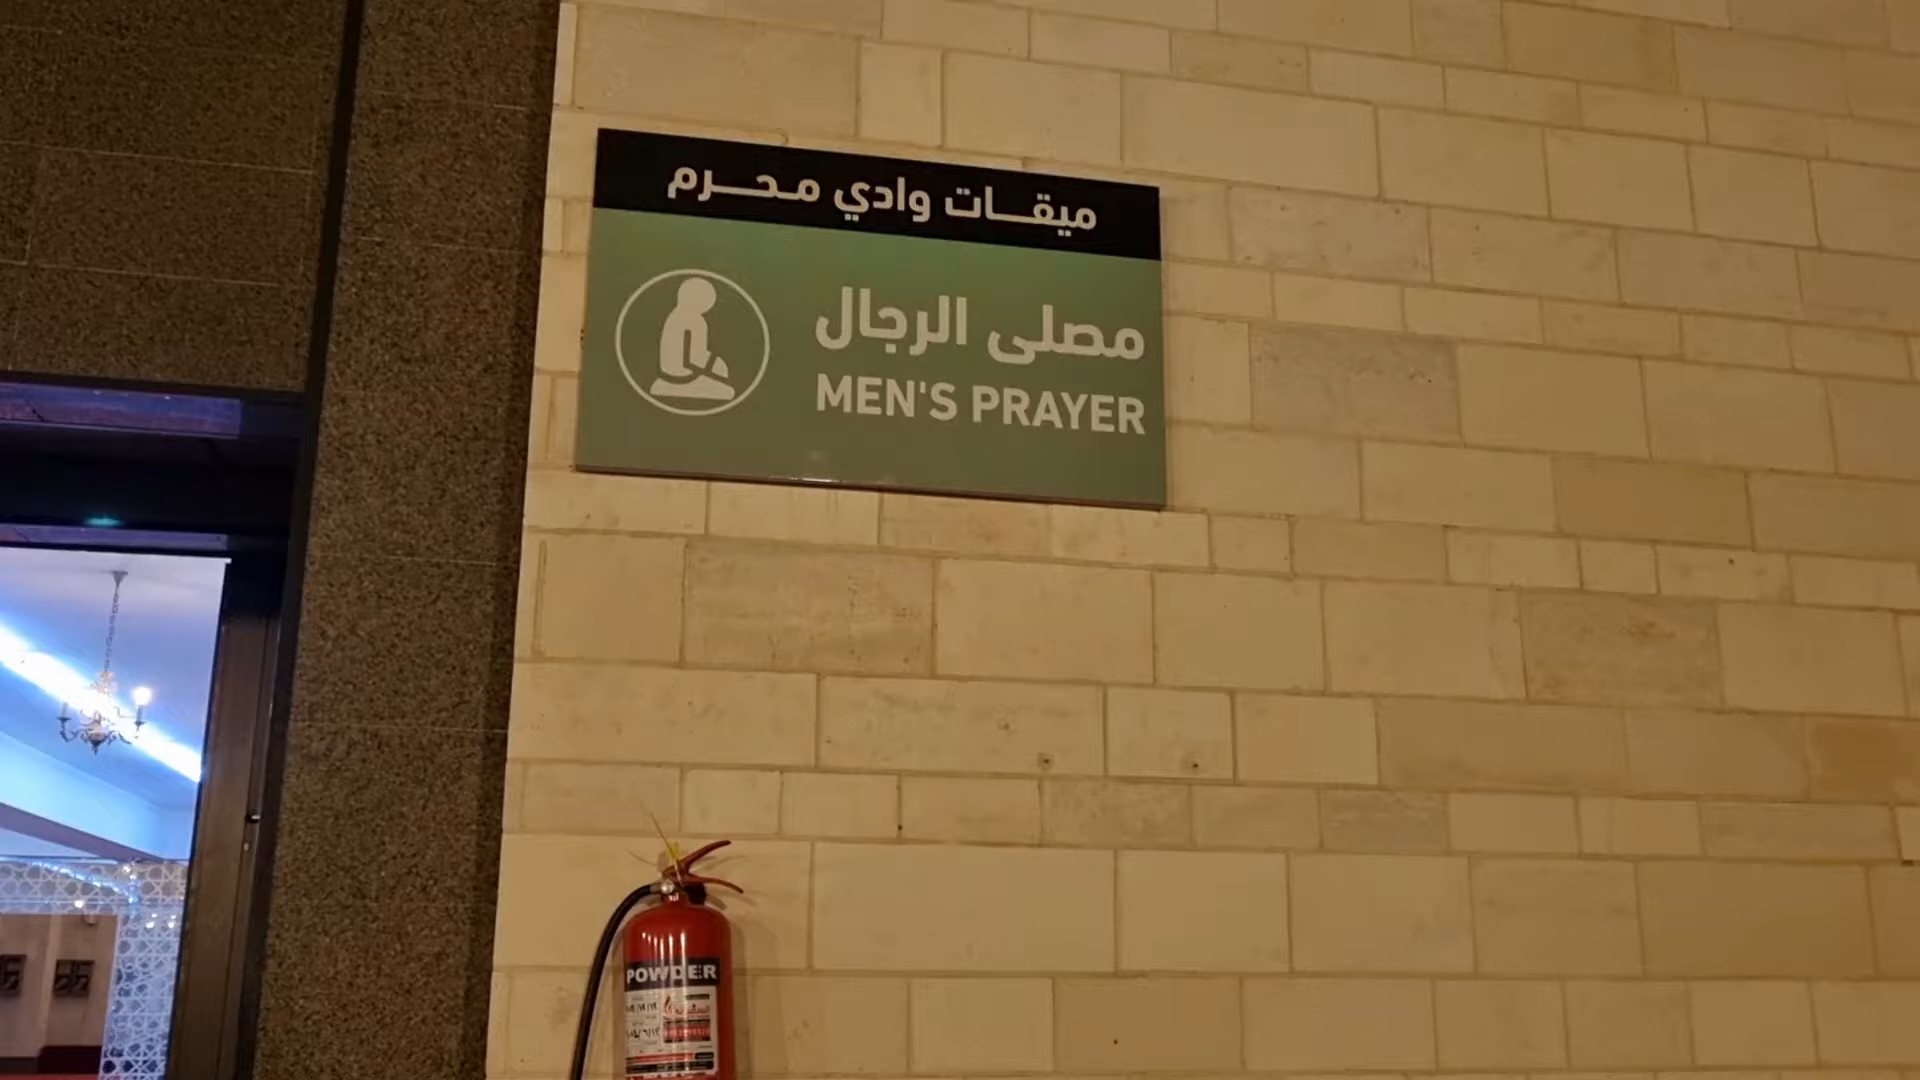 ميقات وادي محرم
مصلى الرجال
MEN'S PRAYER
POWDER